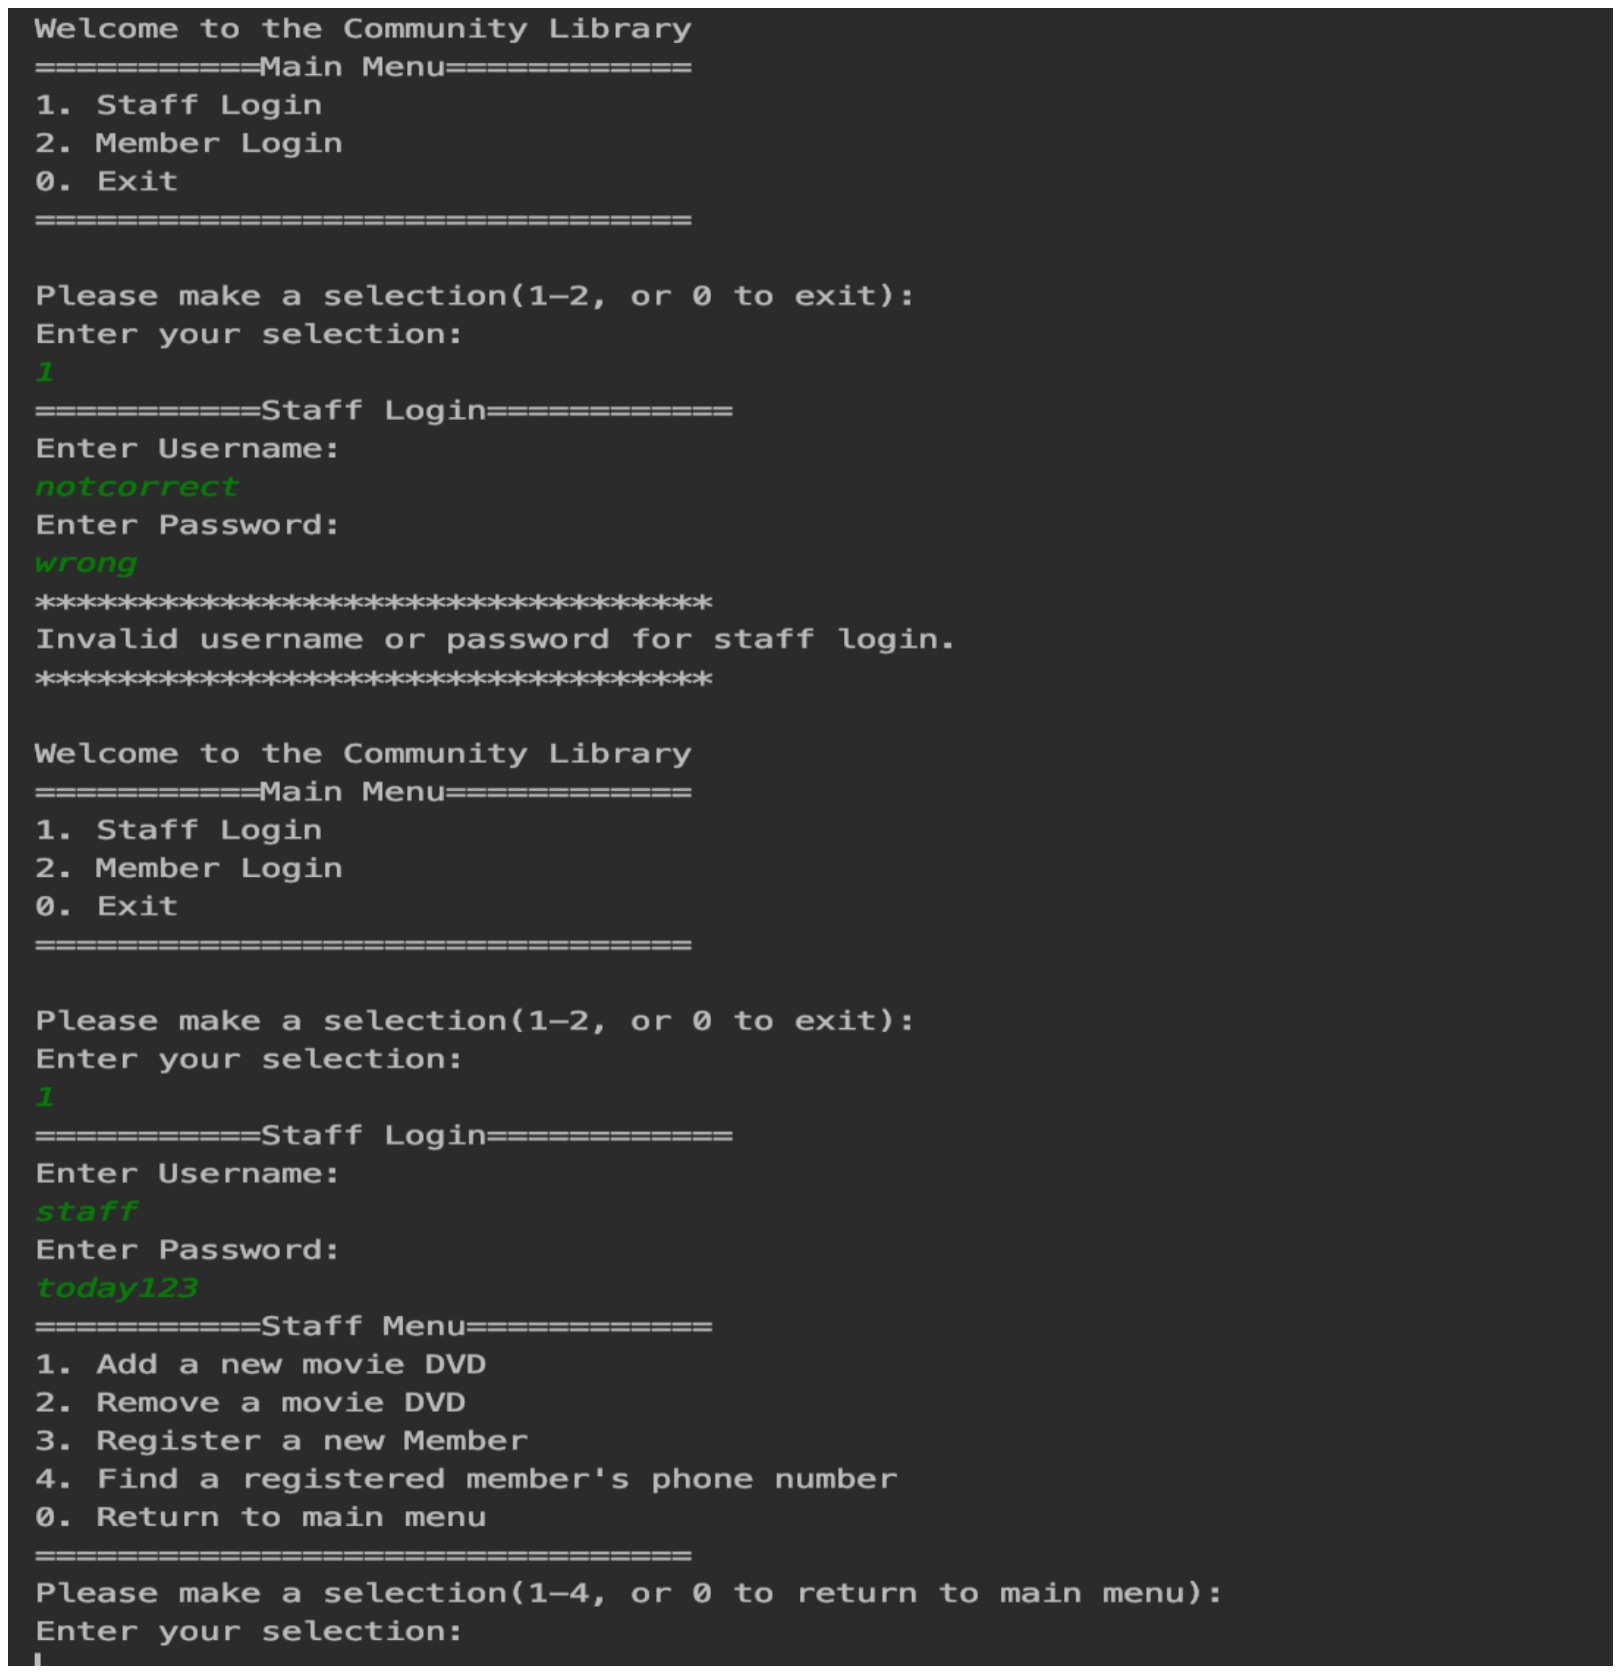 Welcome to the Community Library
===========Main Menu============
1. Staff Login
2. Member Login
0. Exit
================================
Please make a selection(1-2, or 0 to exit):
Enter your selection:
1
===========Staff Login============
Enter Username:
notcorrect
Enter Password:
wrong
*********************************
Invalid username or password for staff login.
*********************************
Welcome to the Community Library
===========Main Menu============
1. Staff Login
2. Member Login
0. Exit
================================
Please make a selection(1-2, or 0 to exit):
Enter your selection:
1
===========Staff Login============
Enter Username:
staff
Enter Password:
today123
===========Staff Menu============
1. Add a new movie DVD
2. Remove a movie DVD
3. Register a new Member
4. Find a registered member's phone number
0. Return to main menu
================================
Please make a selection(1-4, or 0 to return to main menu):
Enter your selection: